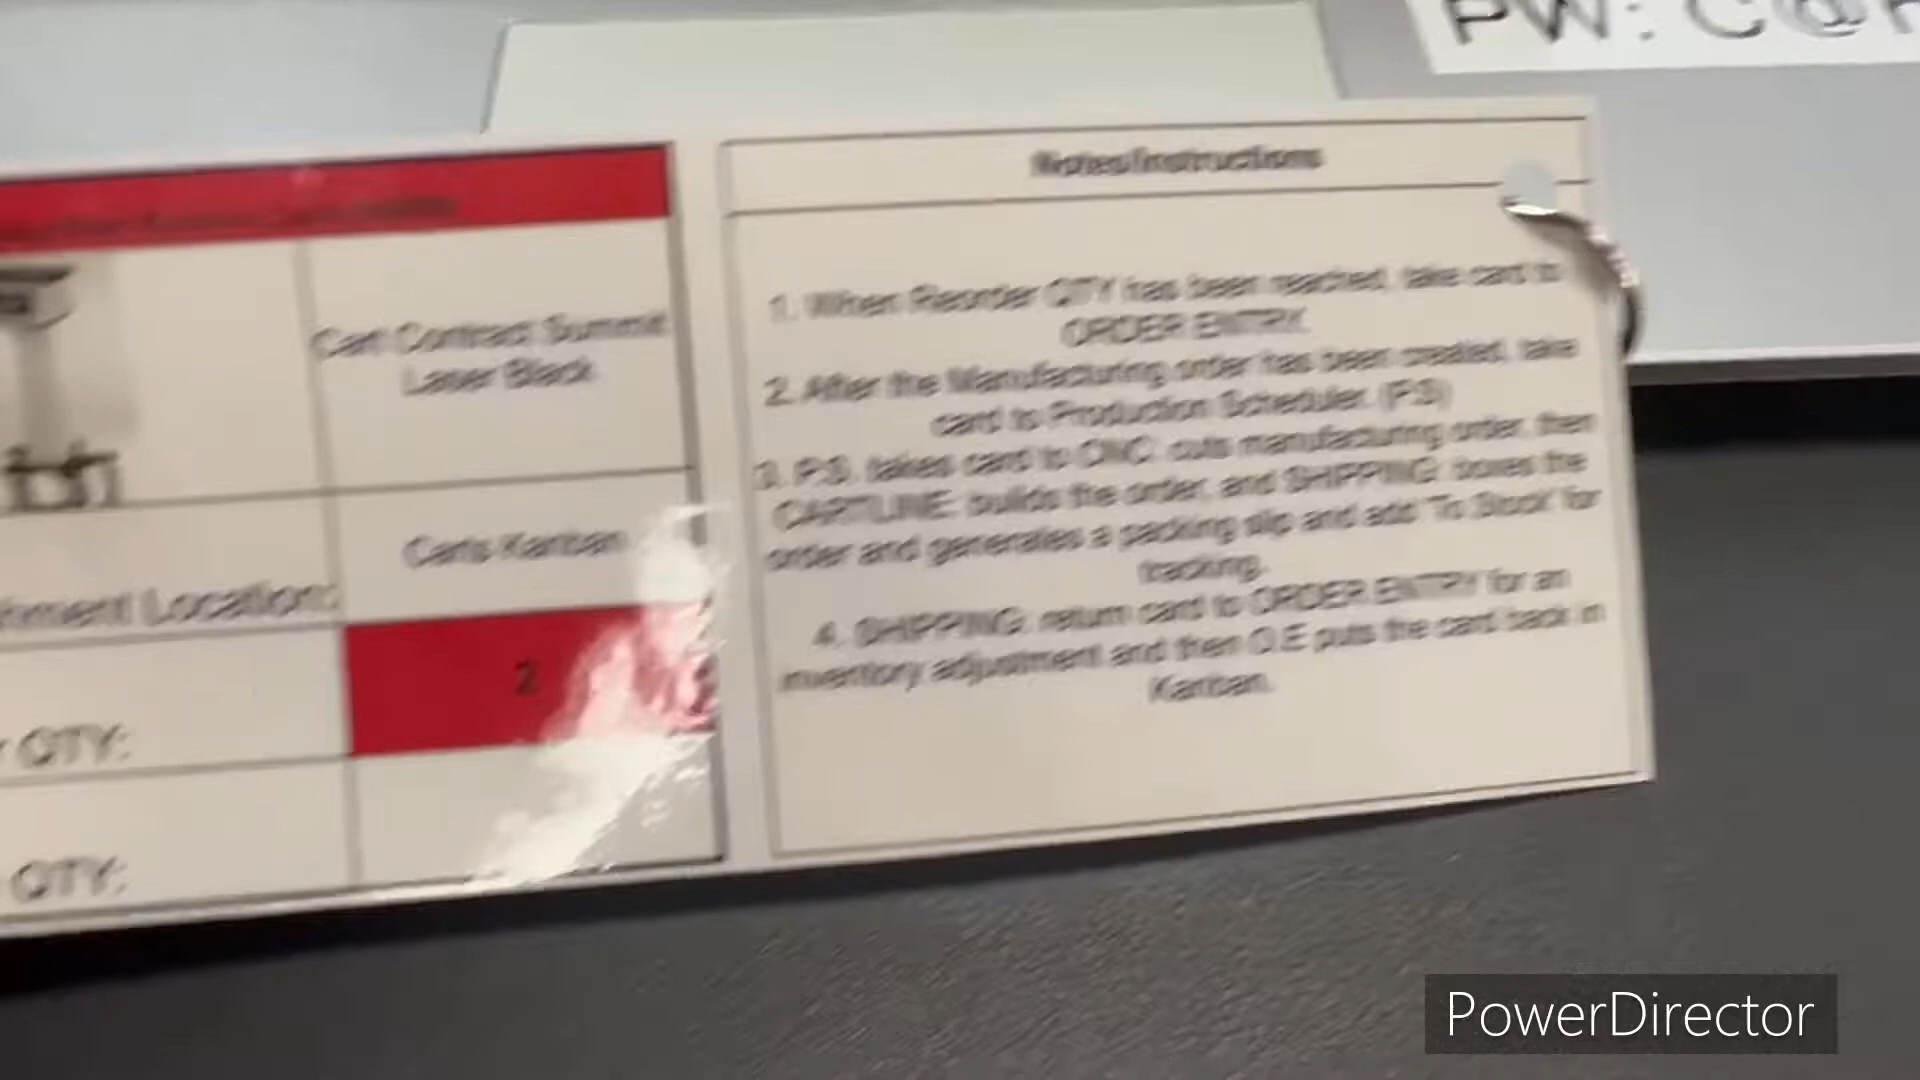 PW: C@
Notes/Instructions
1. When Reorder QTY has been reached, take card to
ORDER ENTRY.
2. After the Manufacturing order has been created, take
card to Production Scheduler. (P.S)
3. P.S. takes card to CNC: cuts manufacturing order, then
CARTLINE: builds the order, and SHIPPING: boxes the
order and generates a packing slip and add 'To Stock' for
tracking.
4. SHIPPING: return card to ORDER ENTRY for an
inventory adjustment and then O.E puts the card back in
Kanban.
Cart Contract Summit
Laser Black
Carts Kanban
Location:
2
QTY:
2
QTY:
PowerDirector